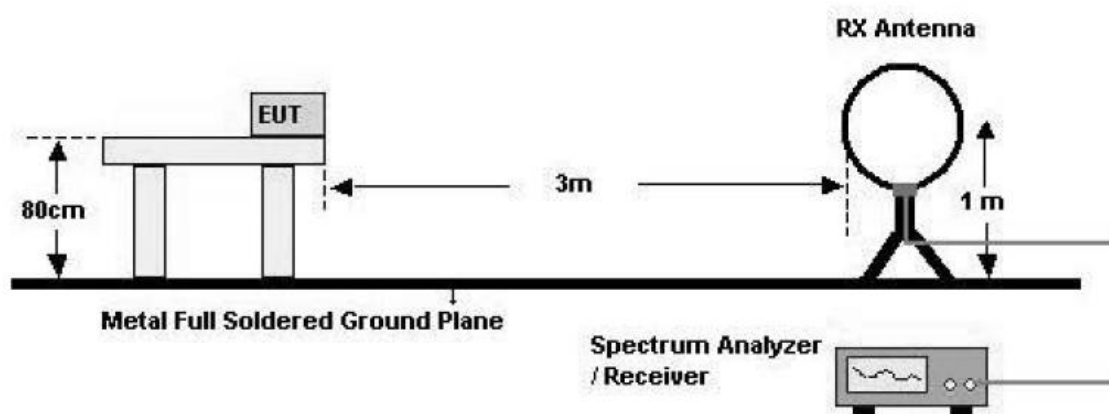 RX Antenna
EUT
80cm
3m
1 m
Metal Full Soldered Ground Plane
Spectrum Analyzer
/ Receiver